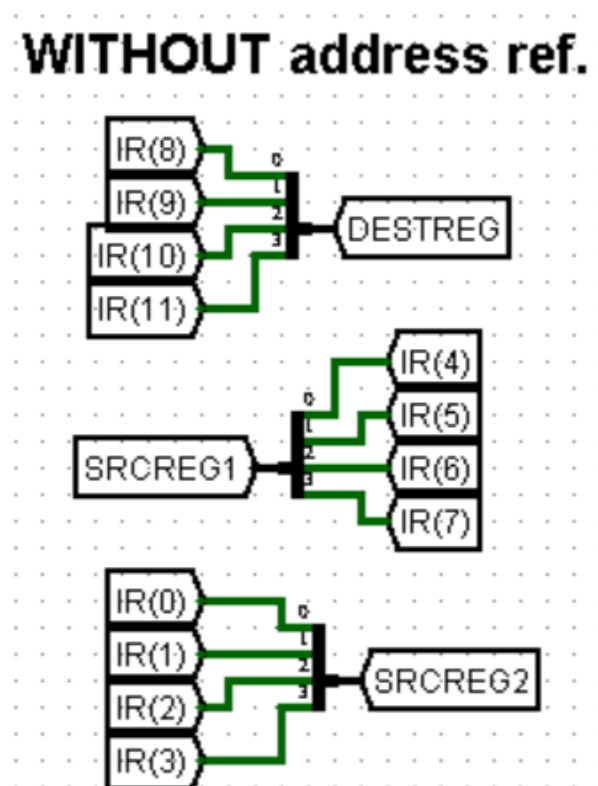 WITHOUT address ref.
IR(8)
IR(9)
IR(10)
IR(11)
0
1
2
3
DESTREG
SRCREG1
0
1
2
3
IR(4)
IR(5)
IR(6)
IR(7)
IR(0)
IR(1)
IR(2)
IR(3)
0
1
2
3
SRCREG2